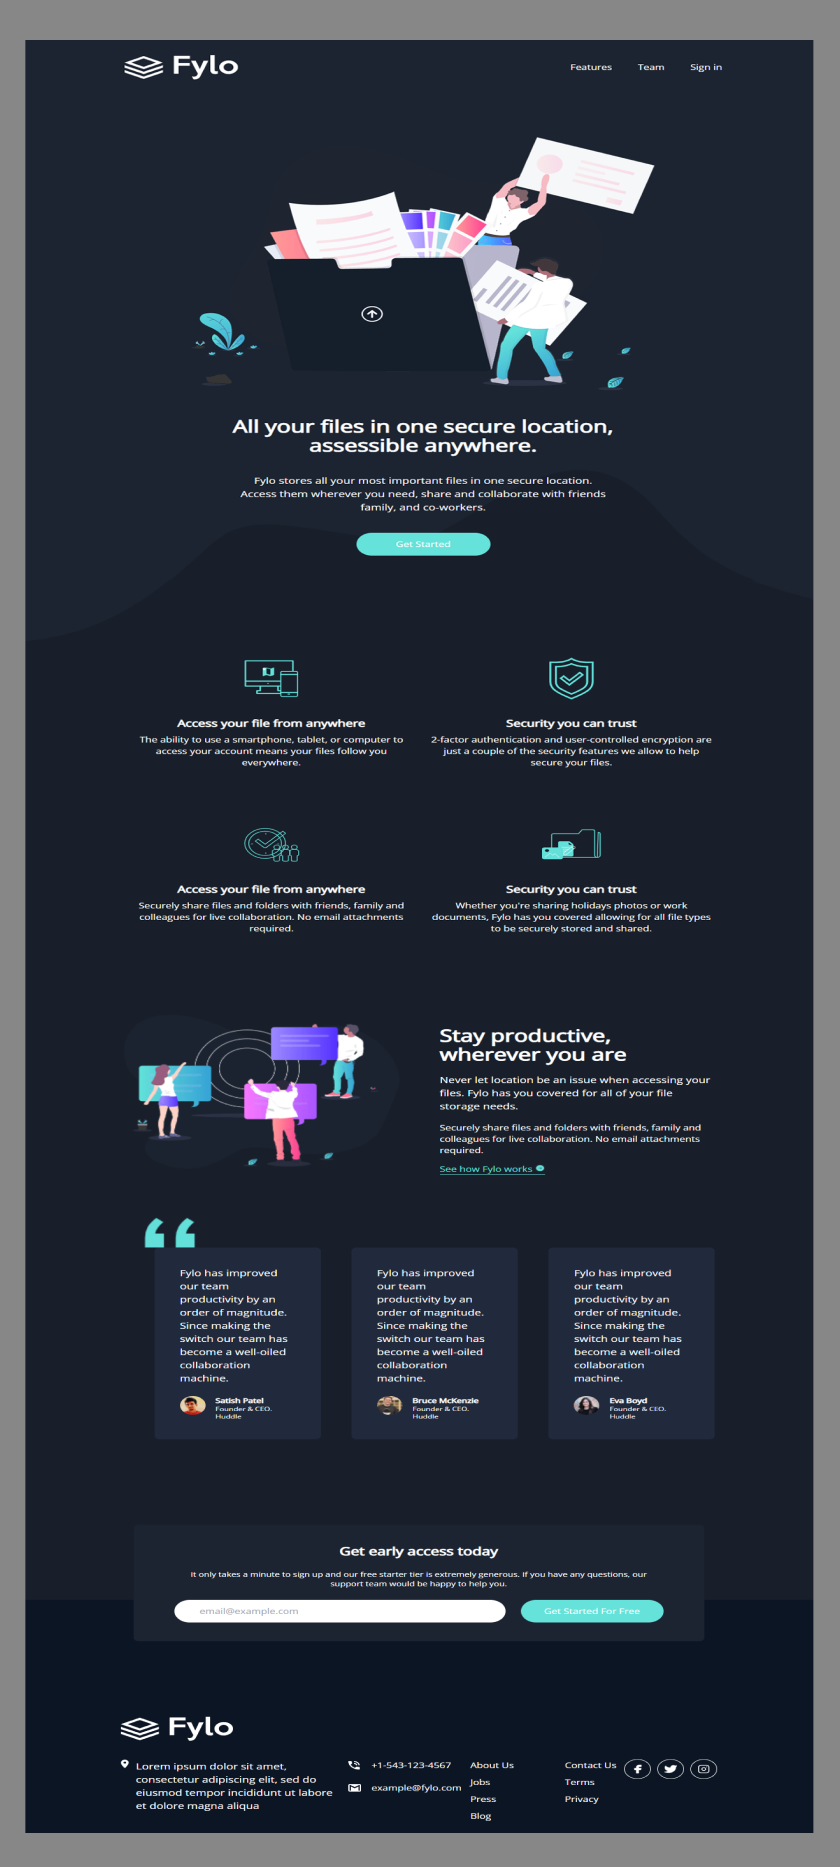 Fylo
Features
Team
Sign in
All your files in one secure location,
assessible anywhere.
Fylo stores all your most important files in one secure location.
Access them wherever you need, share and collaborate with friends
family, and co-workers.
Get Started
Access your file from anywhere
The ability to use a smartphone, tablet, or computer to
access your account means your files follow you
everywhere.
Security you can trust
2-factor authentication and user-controlled encryption are
just a couple of the security features we allow to help
secure your files.
Access your file from anywhere
Securely share files and folders with friends, family and
colleagues for live collaboration. No email attachments
required.
Security you can trust
Whether you're sharing holidays photos or work
documents, Fylo has you covered allowing for all file types
to be securely stored and shared.
Stay productive,
wherever you are
Never let location be an issue when accessing your
files. Fylo has you covered for all of your file
storage needs.
Securely share files and folders with friends, family and
colleagues for live collaboration. No email attachments
required.
See how Fylo works
Fylo has improved
our team
productivity by an
order of magnitude.
Since making the
switch our team has
become a well-oiled
collaboration
machine.
Satish Patel
Founder & CEO.
Huddle
Fylo has improved
our team
productivity by an
order of magnitude.
Since making the
switch our team has
become a well-oiled
collaboration
machine.
Bruce McKenzie
Founder & CEO.
Huddle
Fylo has improved
our team
productivity by an
order of magnitude.
Since making the
switch our team has
become a well-oiled
collaboration
machine.
Eva Boyd
Founder & CEO.
Huddle
Get early access today
It only takes a minute to sign up and our free starter tier is extremely generous. If you have any questions, our
support team would be happy to help you.
email@example.com
Get Started For Free
Fylo
Lorem ipsum dolor sit amet,
consectetur adipiscing elit, sed do
eiusmod tempor incididunt ut labore
et dolore magna aliqua
+1-543-123-4567
example@fylo.com
About Us
Jobs
Press
Blog
Contact Us
Terms
Privacy